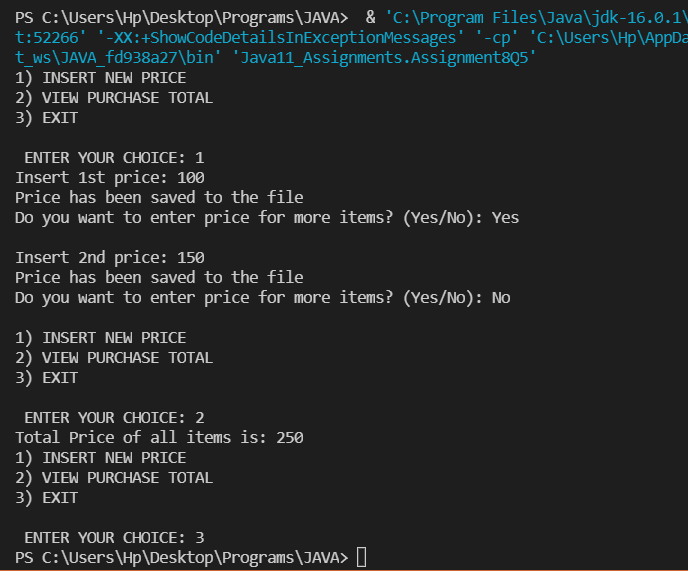 PS C:\Users\Hp\Desktop\Programs\JAVA>  & 'C:\Program Files\Java\jdk-16.0.1\
t:52266' '-XX:+ShowCodeDetailsInExceptionMessages' '-cp' 'C:\Users\Hp\AppDa
t_ws\JAVA_fd938a27\bin' 'Java11_Assignments.Assignment8Q5'
1) INSERT NEW PRICE
2) VIEW PURCHASE TOTAL
3) EXIT
ENTER YOUR CHOICE: 1
Insert 1st price: 100
Price has been saved to the file
Do you want to enter price for more items? (Yes/No): Yes
Insert 2nd price: 150
Price has been saved to the file
Do you want to enter price for more items? (Yes/No): No
1) INSERT NEW PRICE
2) VIEW PURCHASE TOTAL
3) EXIT
ENTER YOUR CHOICE: 2
Total Price of all items is: 250
1) INSERT NEW PRICE
2) VIEW PURCHASE TOTAL
3) EXIT
ENTER YOUR CHOICE: 3
PS C:\Users\Hp\Desktop\Programs\JAVA>